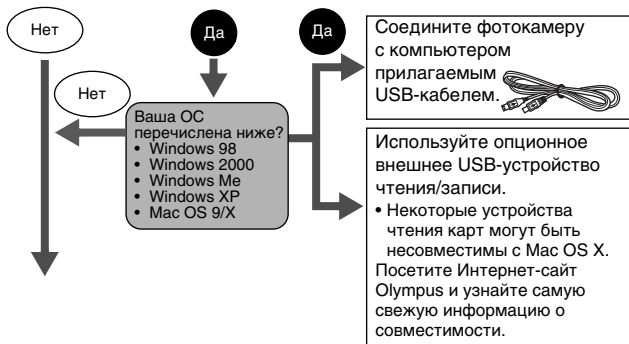 Нет
Да
Да
Нет
Ваша ОС
перечислена ниже?
• Windows 98
• Windows 2000
• Windows Me
• Windows XP
• Mac OS 9/X
Соедините фотокамеру
с компьютером
прилагаемым
USB-кабелем.
Используйте опционное
внешнее USB-устройство
чтения/записи.
• Некоторые устройства
чтения карт могут быть
несовместимы с Mac OS X.
Посетите Интернет-сайт
Olympus и узнайте самую
свежую информацию о
совместимости.